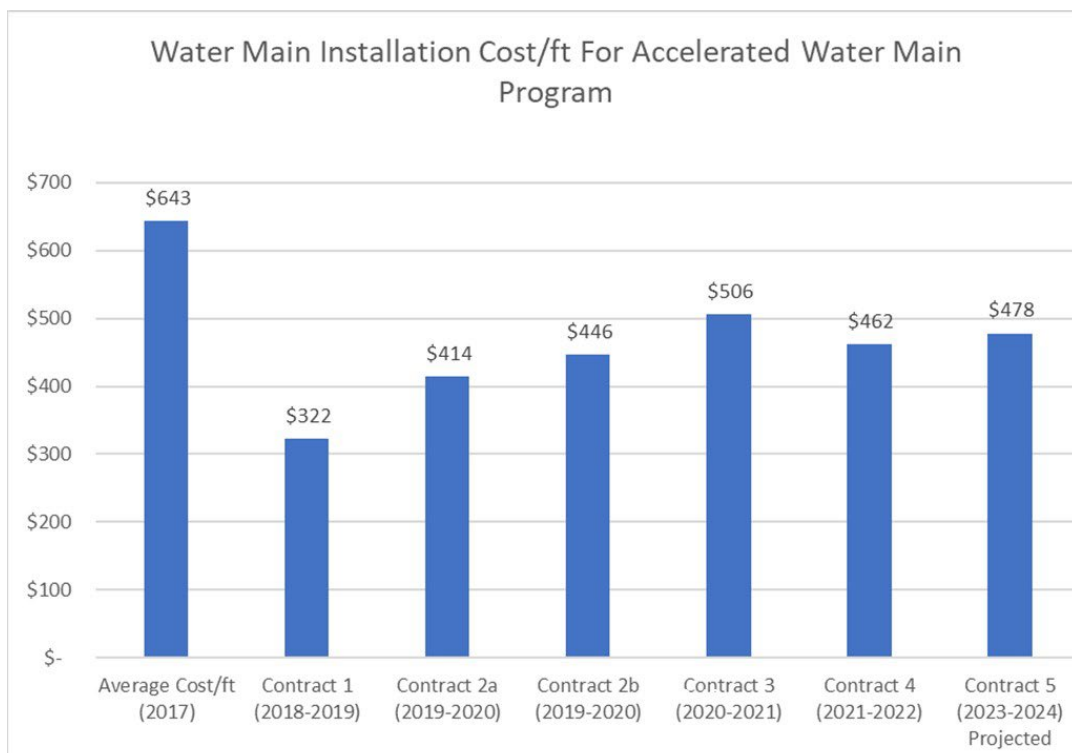 Water Main Installation Cost/ft For Accelerated Water Main
Program
$700
$600
$500
$400
$300
$200
$100
$-
$643
$322
$414
$446
$506
$462
$478
Average Cost/ft
(2017)
Contract 1
(2018-2019)
Contract 2a
(2019-2020)
Contract 2b
(2019-2020)
Contract 3
(2020-2021)
Contract 4
(2021-2022)
Contract 5
(2023-2024)
Projected